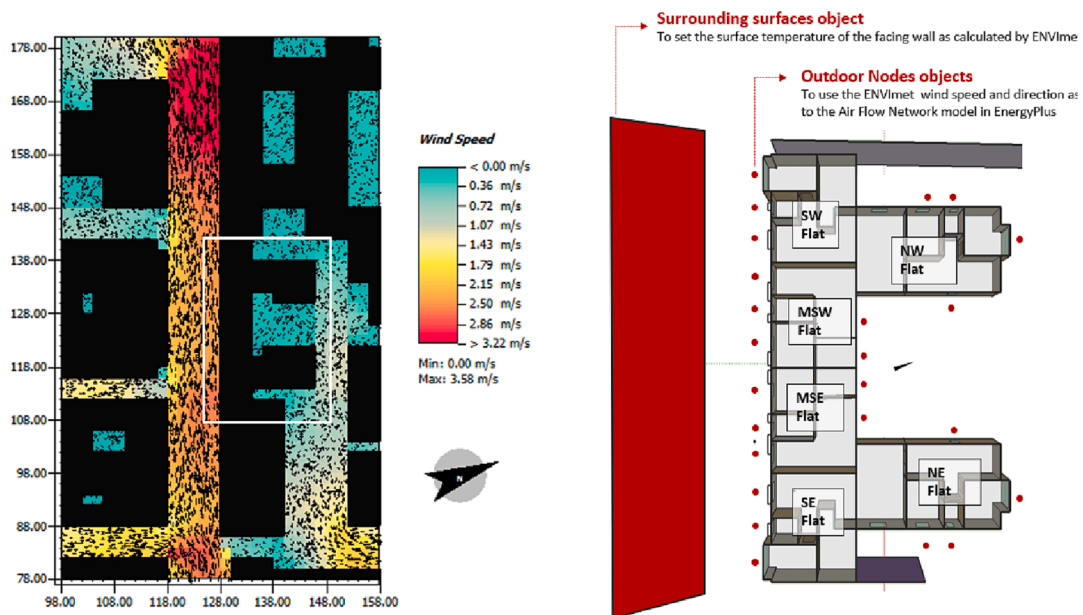 Surrounding surfaces object
To set the surface temperature of the facing wall as calculated by ENVIme
Outdoor Nodes objects
To use the ENVImet wind speed and direction as
to the Air Flow Network model in EnergyPlus
180.00
168.00
158.00
148.00
138.00
128.00
118.00
108.00
98.00
88.00
78.00
98.00 108.00 118.00 128.00 138.00 148.00 158.00
Wind Speed
< 0.00 m/s
0.36 m/s
0.72 m/s
1.07 m/s
1.43 m/s
1.79 m/s
2.15 m/s
2.50 m/s
2.86 m/s
> 3.22 m/s
Min: 0.00 m/s
Max: 3.58 m/s
N
SW
Flat
NW
Flat
MSW
Flat
MSE
Flat
SE
Flat
NE
Flat